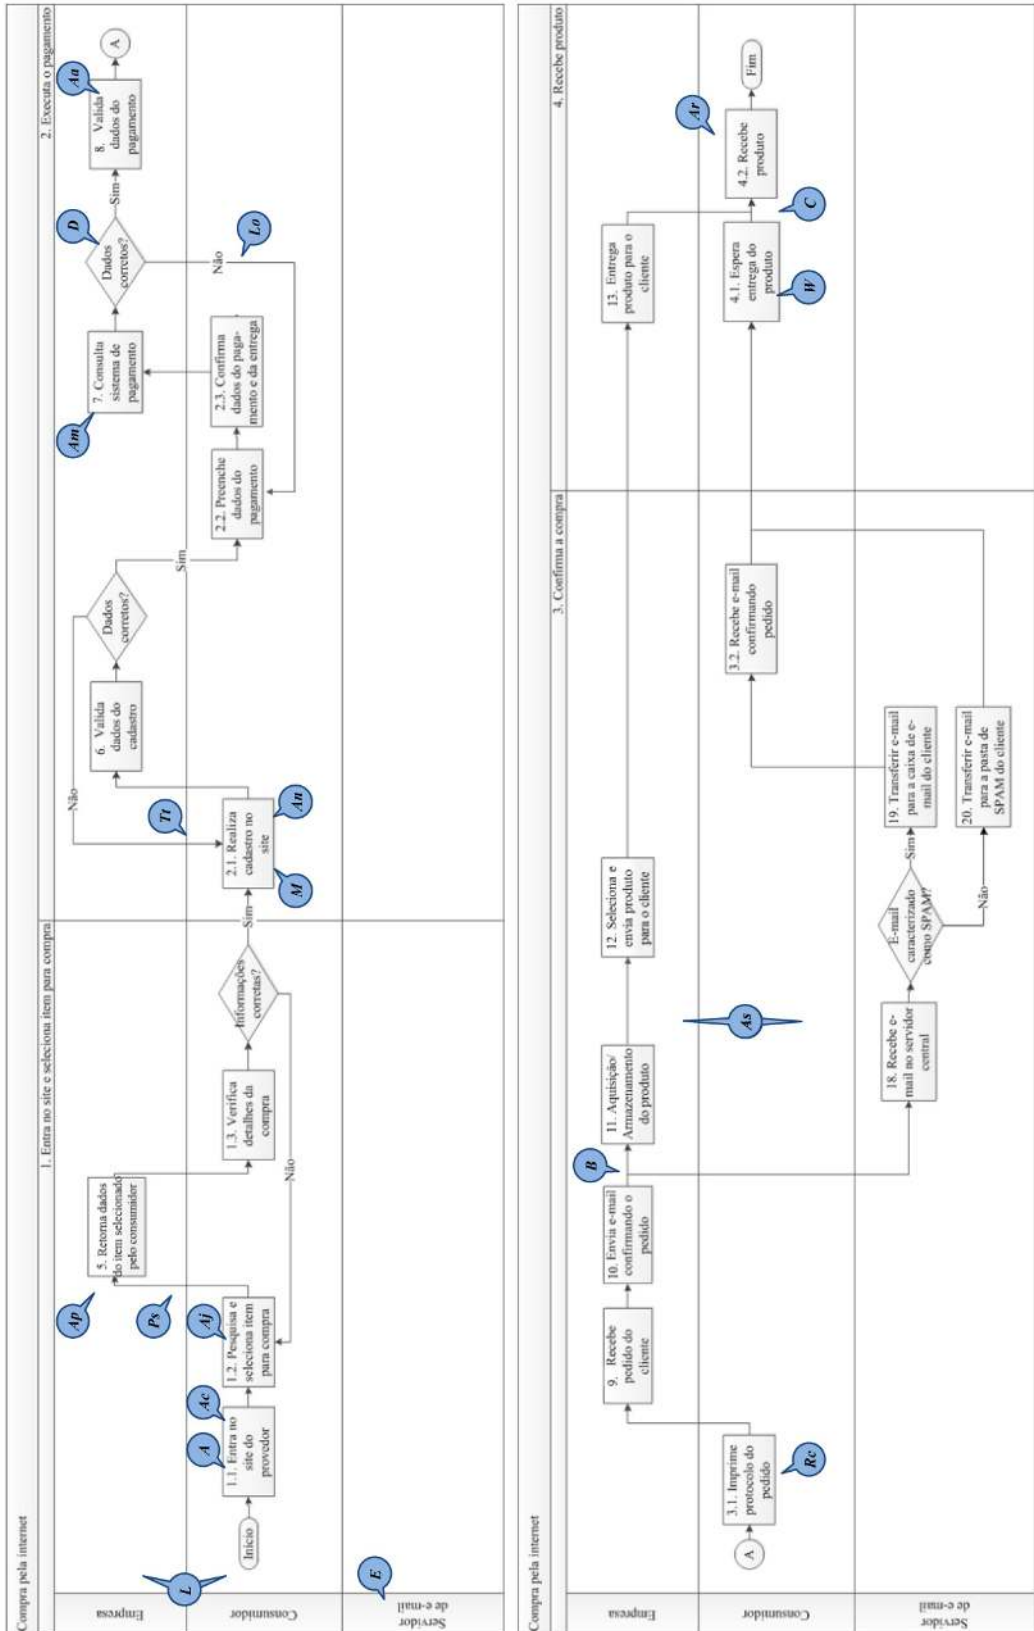 Compra pela internet
1. Entra no site e seleciona item para compra
2. Executa o pagamento
Empresa
Consumidor
Servidor
de e-mail
L
E
Início
A
1.1. Entra no
site do
provedor
Ac
Aj
1.2. Pesquisa e
seleciona item
para compra
Ap
Ps
5. Retorna dados
do item selecionado
pelo consumidor
1.3. Verifica
detalhes da
compra
Informações
corretas?
Não
Sim
2.1. Realiza
cadastro no
site
M
An
Tt
Não
6. Valida
dados do
cadastro
Dados
corretos?
Sim
2.2. Preenche
dados do
pagamento
2.3. Confirma
dados do paga-
mento e da entrega
Am
7. Consulta
sistema de
pagamento
D
Dados
corretos?
Lo
Não
Sim
8. Valida
dados do
pagamento
Aa
A
Compra pela internet
3. Confirma a compra
4. Recebe produto
Empresa
Consumidor
Servidor
de e-mail
A
3.1. Imprime
protocolo do
pedido
Rc
9. Recebe
pedido do
cliente
10. Envia e-mail
confirmando o
pedido
B
11. Aquisição/
Armazenamento
do produto
As
12. Seleciona e
envia produto
para o cliente
18. Recebe e-
mail no servidor
central
E-mail
caracterizado
como SPAM?
Sim
Não
19. Transferir e-mail
para a caixa de e-
mail do cliente
20. Transferir e-mail
para a pasta de
SPAM do cliente
3.2. Recebe e-mail
confirmando
pedido
13. Entrega
produto para o
cliente
4.1. Espera
entrega do
produto
W
C
4.2. Recebe
produto
Ar
Fim